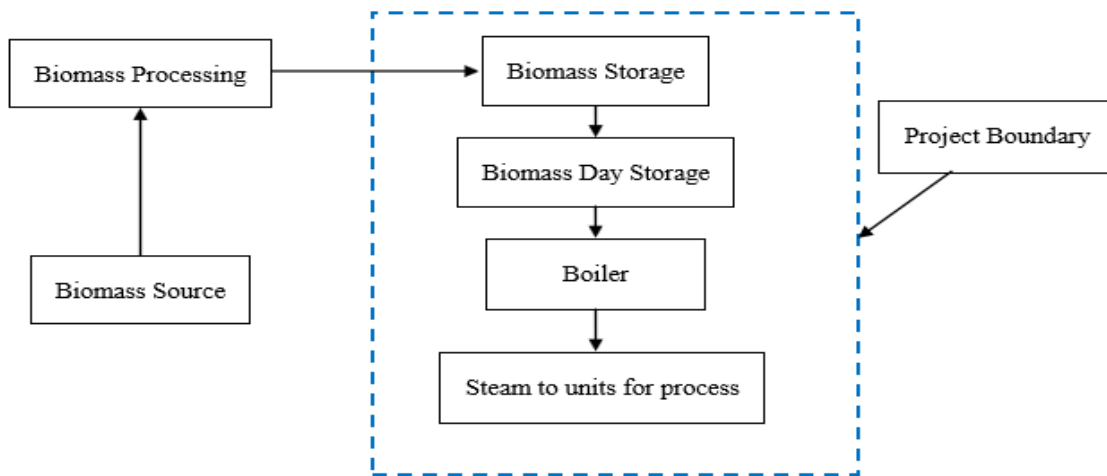 Biomass Processing
Biomass Storage
Project Boundary
Biomass Day Storage
Biomass Source
Boiler
Steam to units for process